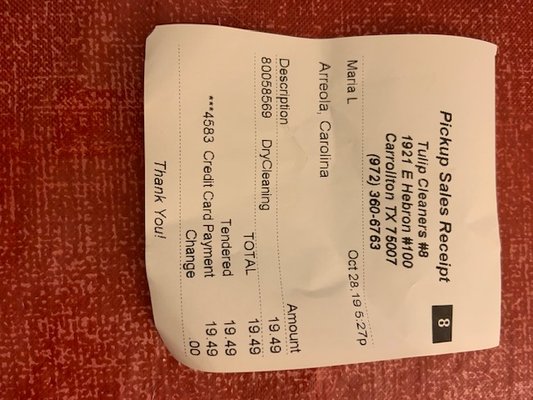 Pickup Sales Receipt
8
Tulip Cleaners #8
1921 E Hebron #100
Carrollton TX 75007
(972) 360-6763
Maria L Oct 28,19 5:27p
Arreola, Carolina
Description Amount
80058569 DryCleaning 19.49
TOTAL 19.49
Tendered 19.49
***4583 Credit Card Payment 19.49
Change .00
Thank You!